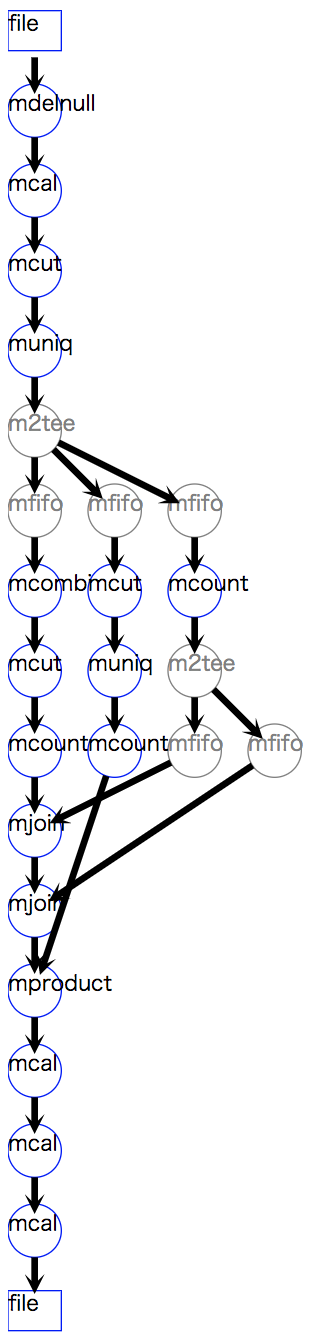 file
mdelnull
mcal
mcut
muniq
m2tee
mfifo mfifo mfifo
mcombi mcut mcount
mcut muniq m2tee
mcount mcount mfifo mfifo
mjoin
mjoin
mproduct
mcal
mcal
mcal
file